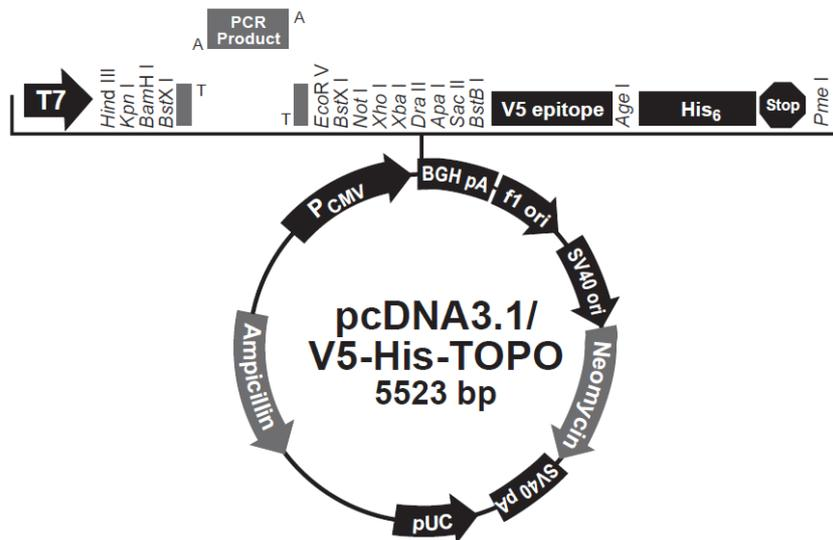 PCR
Product
A
A
T7
Hind III
Kpn I
BamH I
BstX I
T
T
EcoR V
BstX I
Not I
Xho I
Xba I
Dra II
Apa I
Sac II
BstB I
V5 epitope
Age I
His6
Stop
Pme I
PCMV
BGH pA
f1 ori
SV40 ori
Neomycin
SV40 pA
pUC
Ampicillin
pcDNA3.1/
V5-His-TOPO
5523 bp